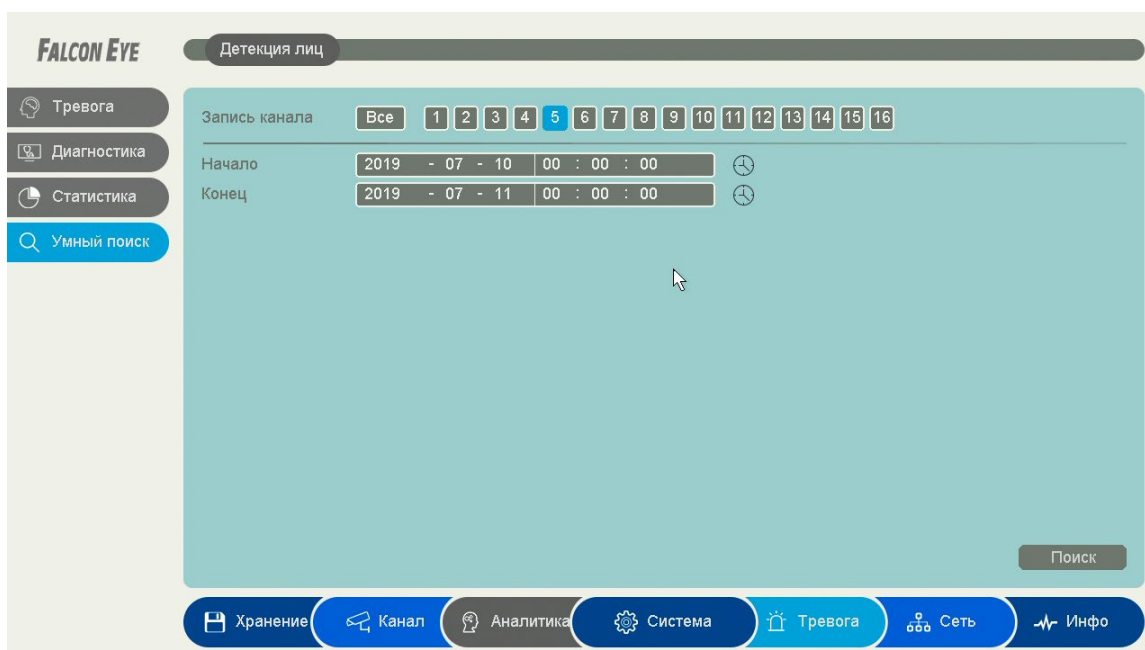 FALCON EYE
Детекция лиц
Тревога
Диагностика
Статистика
Умный поиск
Запись канала Все 1 2 3 4 5 6 7 8 9 10 11 12 13 14 15 16
Начало 2019 - 07 - 10 00 : 00 : 00
Конец 2019 - 07 - 11 00 : 00 : 00
Поиск
Хранение Канал Аналитика Система Тревога Сеть Инфо